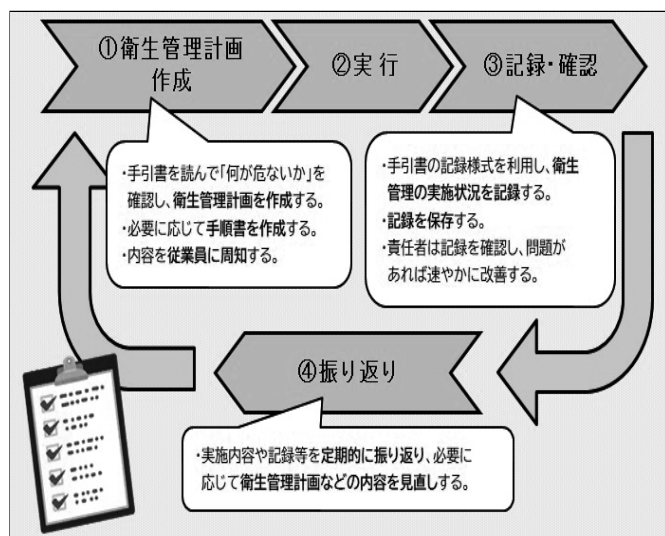 ①衛生管理計画
作成
②実行
③記録・確認
・手引書を読んで「何が危ないか」を
確認し、衛生管理計画を作成する。
・必要に応じて手順書を作成する。
・内容を従業員に周知する。
・手引書の記録様式を利用し、衛生
管理の実施状況を記録する。
・記録を保存する。
・責任者は記録を確認し、問題が
あれば速やかに改善する。
④振り返り
・実施内容や記録等を定期的に振り返り、必要に
応じて衛生管理計画などの内容を見直しする。